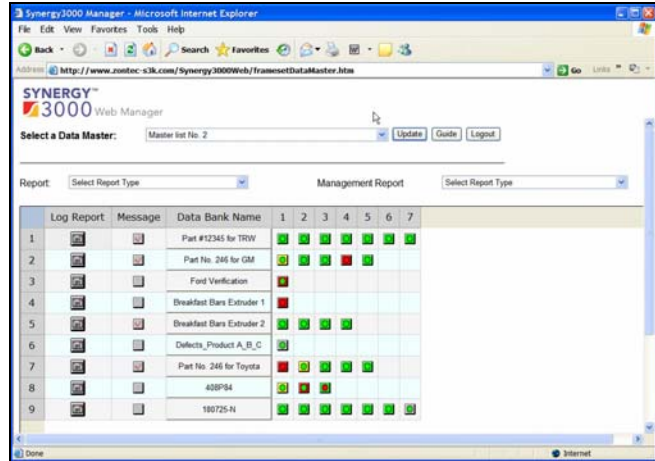 Synergy3000 Manager - Microsoft Internet Explorer
File Edit View Favorites Tools Help
Back Search Favorites
Address http://www.zontec-s3k.com/Synergy3000Web/framesetDataMaster.htm Go Links »
SYNERGY™
3000 Web Manager
Select a Data Master: Master list No. 2 Update Guide Logout
Report: Select Report Type Management Report Select Report Type
Log Report Message Data Bank Name 1 2 3 4 5 6 7
1 Part #12345 for TRW
2 Part No. 246 for GM
3 Ford Verification
4 Breakfast Bars Extruder 1
5 Breakfast Bars Extruder 2
6 Defects_Product A_B_C
7 Part No. 246 for Toyota
8 408P84
9 180725-N
Done Internet